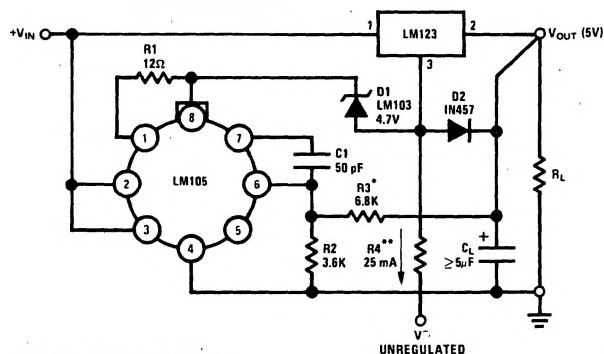 +VIN
1
LM123
2
VOUT (5V)
3
R1
12Ω
D1
LM103
4.7V
D2
IN457
8
1
7
2
LM105
6
3
5
4
C1
50 pF
R3*
6.8K
R2
3.6K
R4**
25 mA
+
CL
≥5μF
RL
V−
UNREGULATED